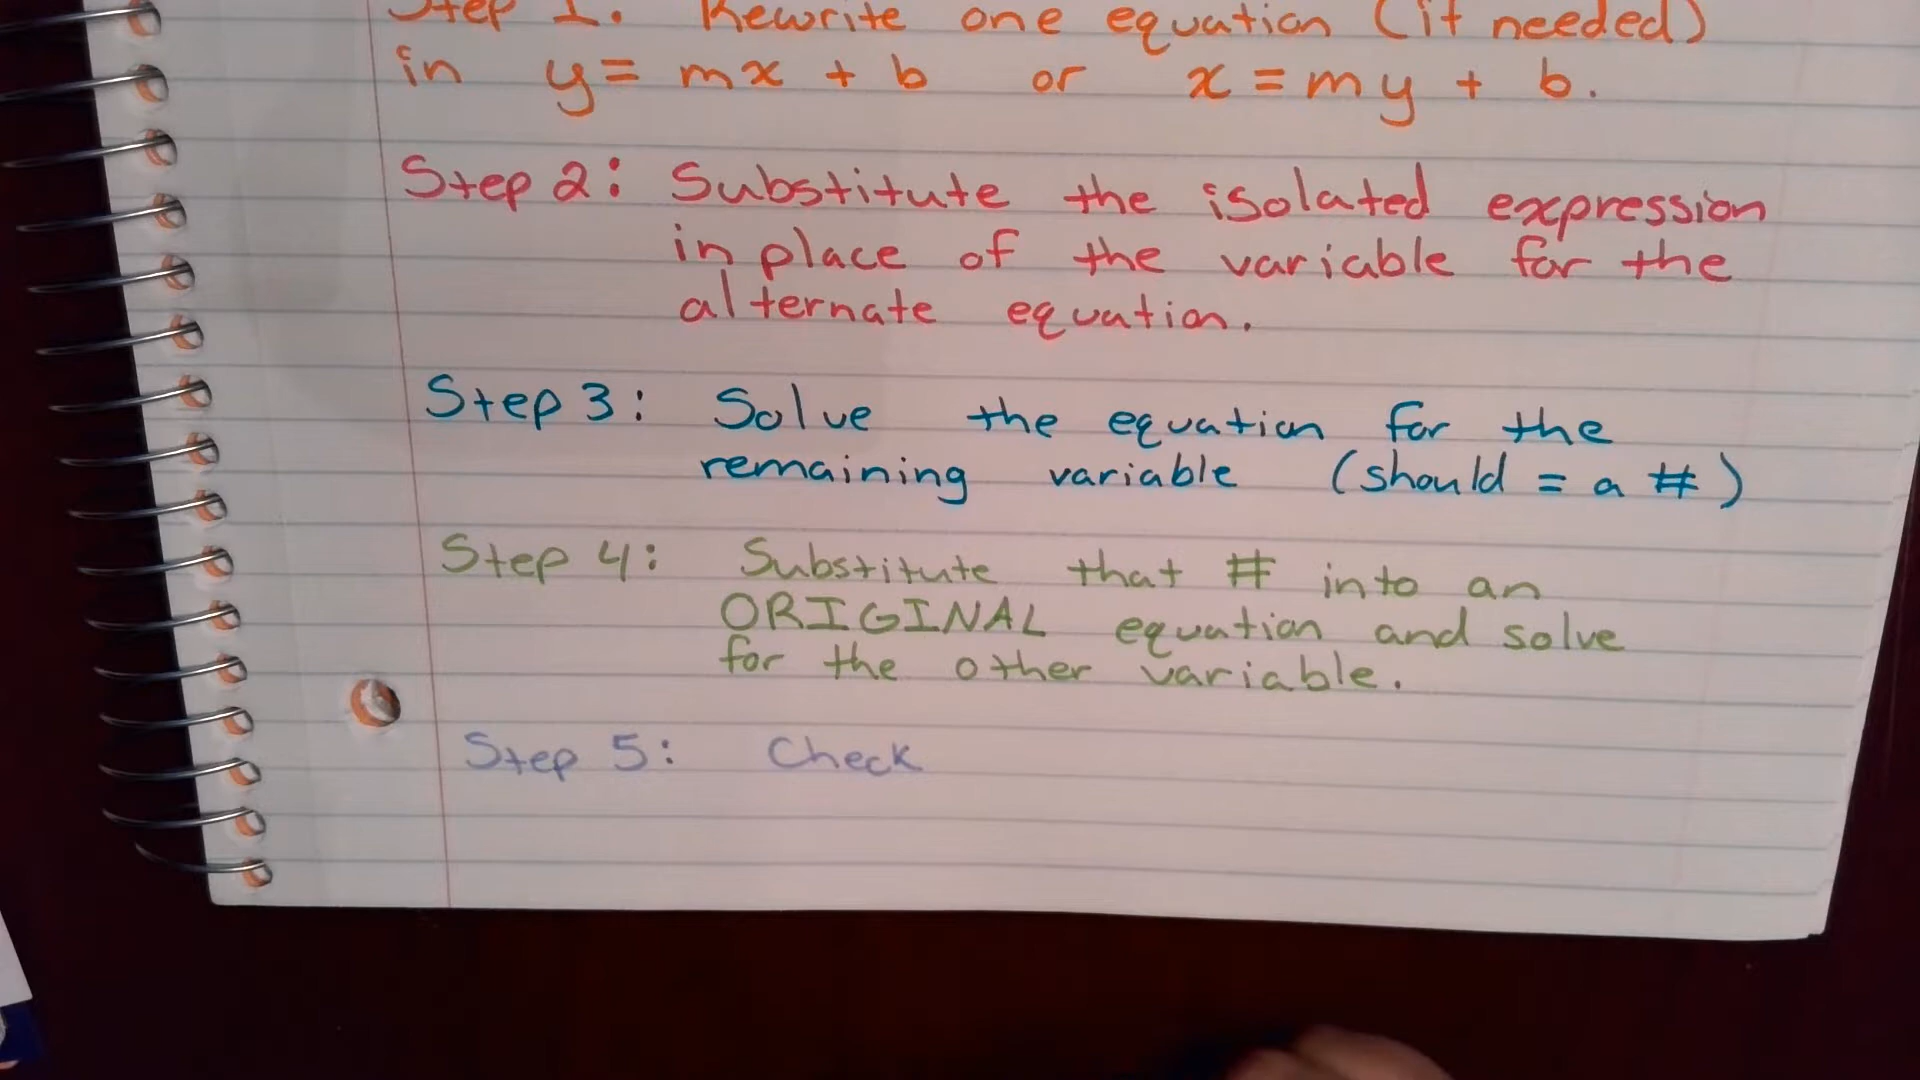 Step 1. Rewrite one equation (if needed)
in y = mx + b or x = my + b.
Step 2: Substitute the isolated expression
in place of the variable for the
alternate equation.
Step 3: Solve the equation for the
remaining variable (should = a #)
Step 4: Substitute that # into an
ORIGINAL equation and solve
for the other variable.
Step 5: Check